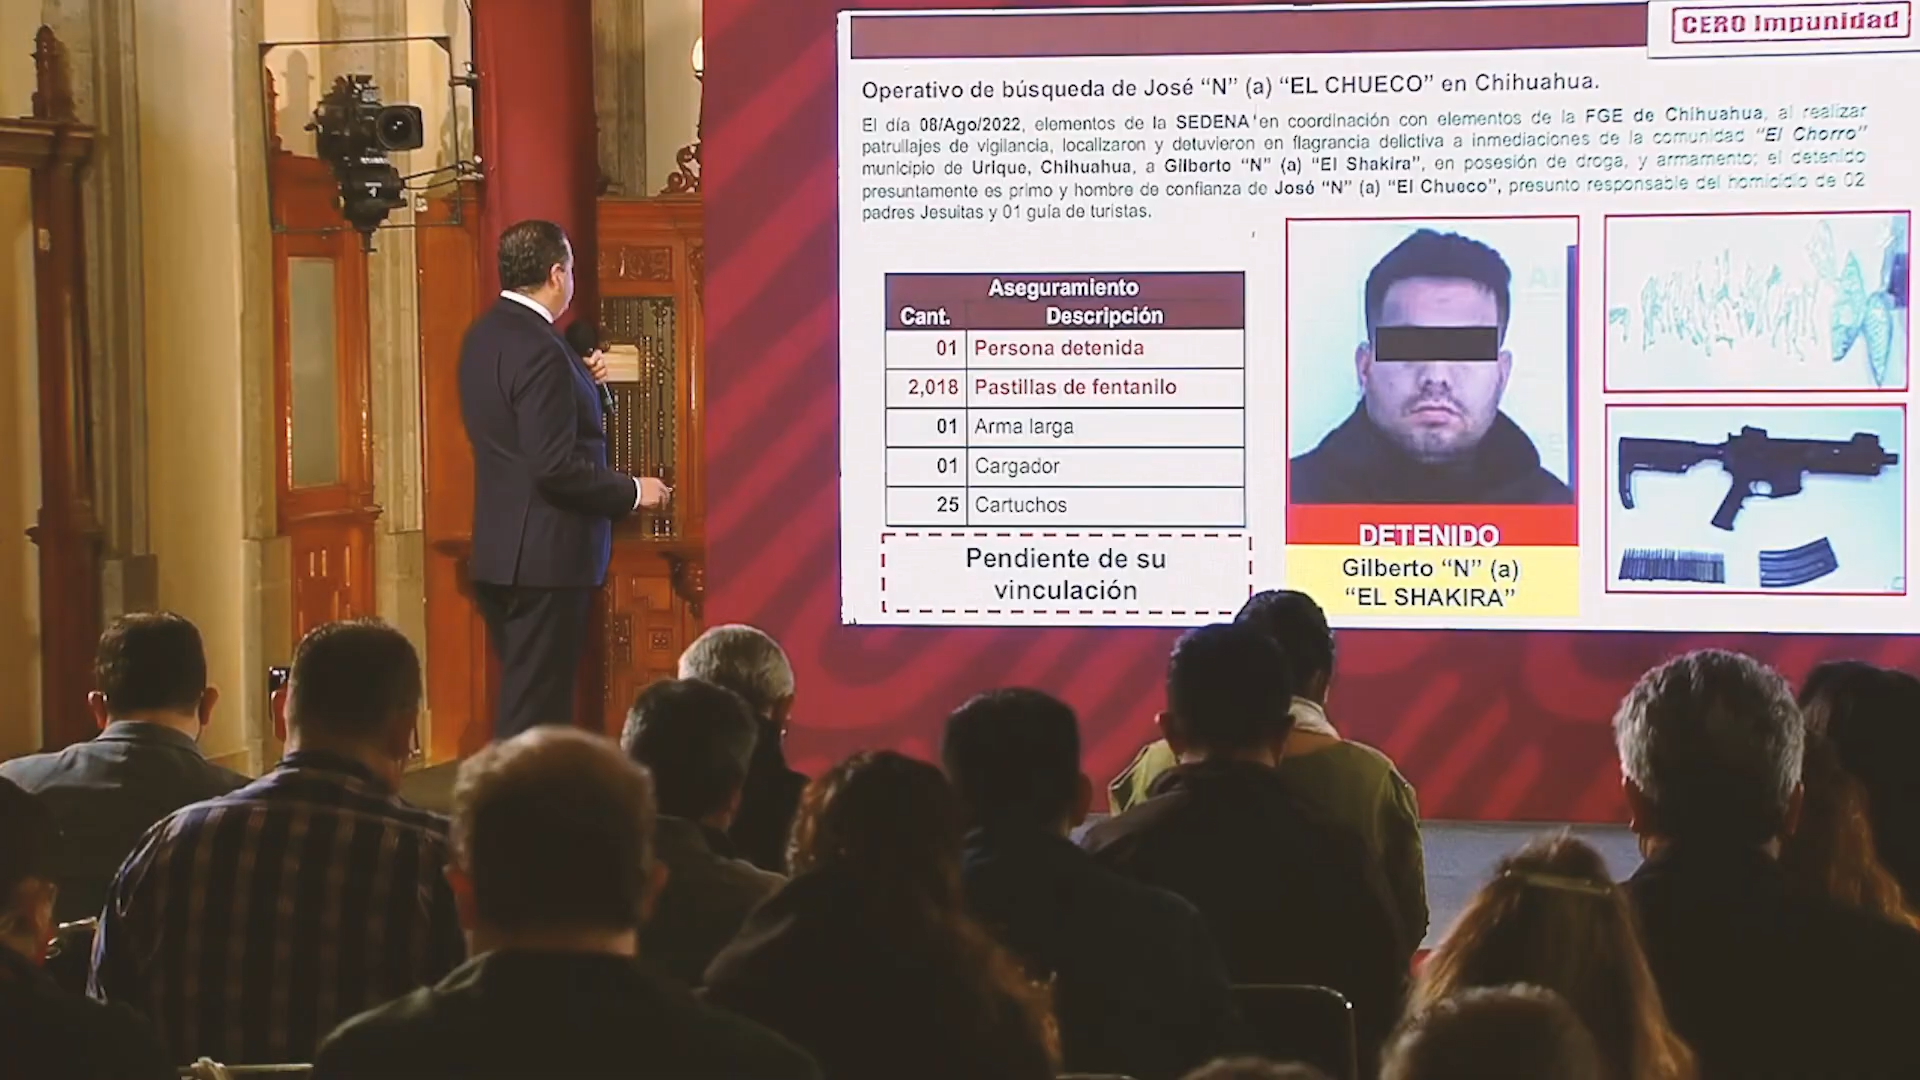 CERO Impunidad
Operativo de búsqueda de José “N” (a) “EL CHUECO” en Chihuahua.
El día 08/Ago/2022, elementos de la SEDENA en coordinación con elementos de la FGE de Chihuahua, al realizar
patrullajes de vigilancia, localizaron y detuvieron en flagrancia delictiva a inmediaciones de la comunidad “El Chorro”
municipio de Urique, Chihuahua, a Gilberto “N” (a) “El Shakira”, en posesión de droga, y armamento; el detenido
presuntamente es primo y hombre de confianza de José “N” (a) “El Chueco”, presunto responsable del homicidio de 02
padres Jesuitas y 01 guía de turistas.
Aseguramiento
Cant. Descripción
01 Persona detenida
2,018 Pastillas de fentanilo
01 Arma larga
01 Cargador
25 Cartuchos
Pendiente de su
vinculación
DETENIDO
Gilberto “N” (a)
“EL SHAKIRA”